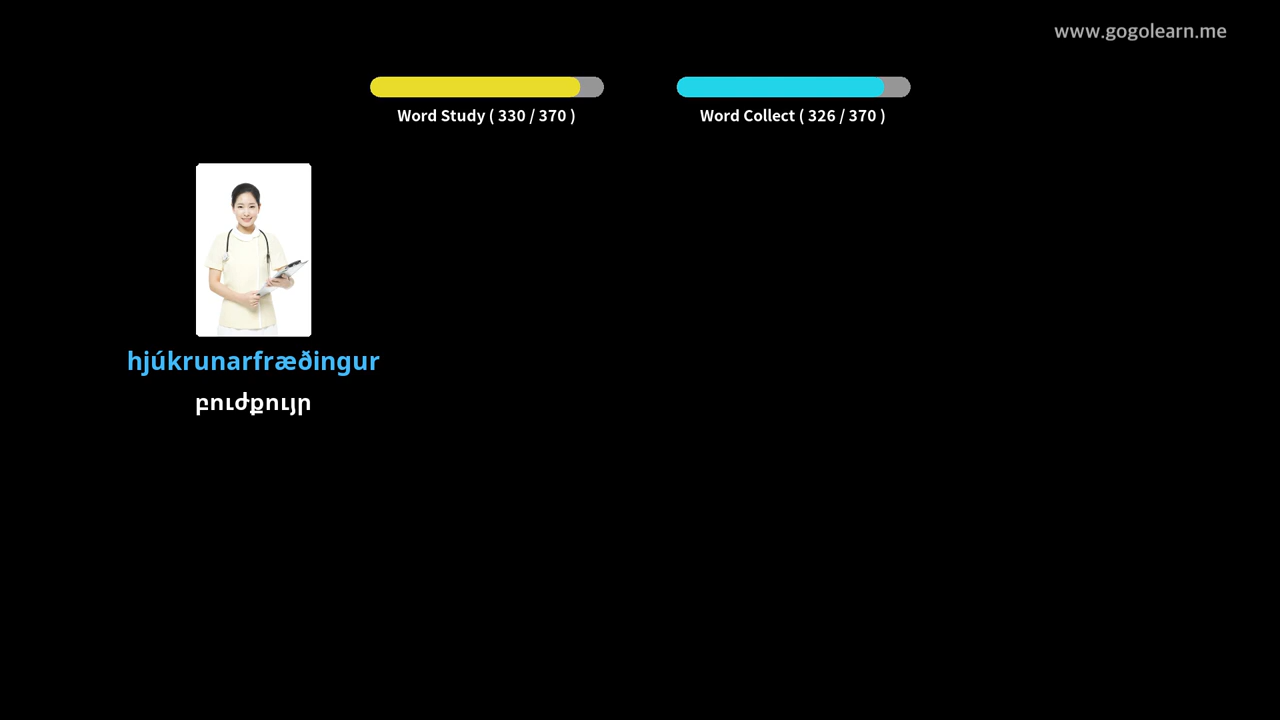 www.gogolearn.me
Word Study ( 330 / 370 )
Word Collect ( 326 / 370 )
hjúkrunarfræðingur
բուժքույր